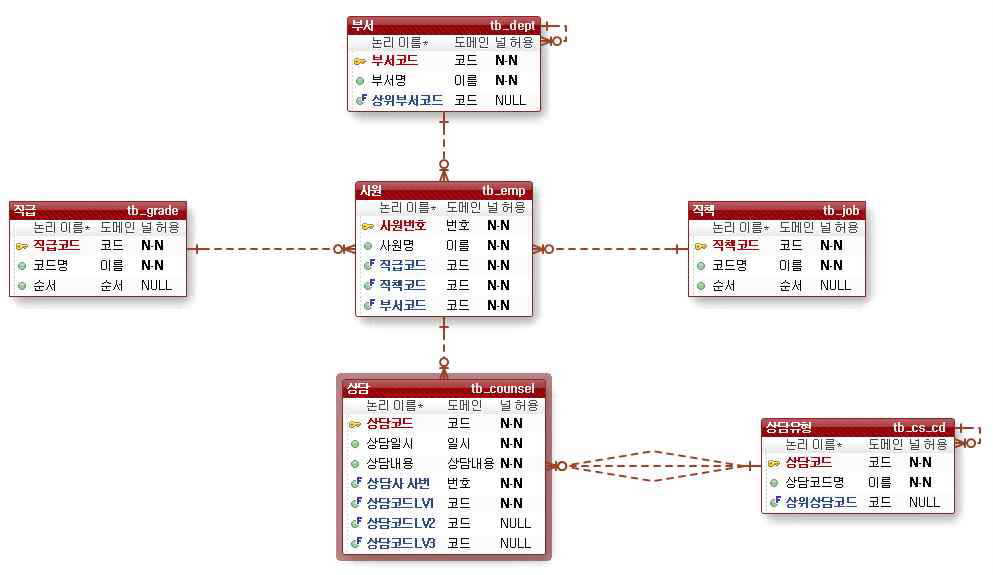 부서 tb_dept
논리 이름* 도메인 널 허용
부서코드 코드 N-N
부서명 이름 N-N
상위부서코드 코드 NULL
사원 tb_emp
논리 이름* 도메인 널 허용
사원번호 번호 N-N
사원명 이름 N-N
직급코드 코드 N-N
직책코드 코드 N-N
부서코드 코드 N-N
직급 tb_grade
논리 이름* 도메인 널 허용
직급코드 코드 N-N
코드명 이름 N-N
순서 순서 NULL
직책 tb_job
논리 이름* 도메인 널 허용
직책코드 코드 N-N
코드명 이름 N-N
순서 순서 NULL
상담 tb_counsel
논리 이름* 도메인 널 허용
상담코드 코드 N-N
상담일시 일시 N-N
상담내용 상담내용 N-N
상담사 사번 번호 N-N
상담코드LV1 코드 N-N
상담코드LV2 코드 NULL
상담코드LV3 코드 NULL
상담유형 tb_cs_cd
논리 이름* 도메인 널 허용
상담코드 코드 N-N
상담코드명 이름 N-N
상위상담코드 코드 NULL